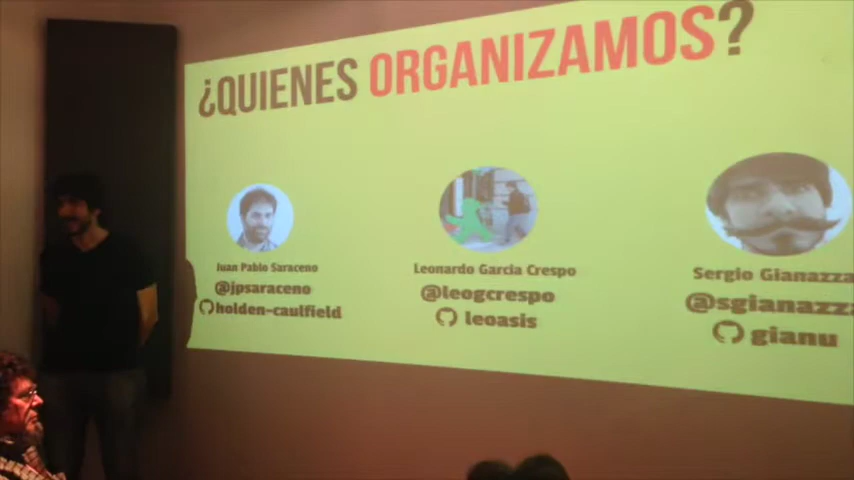 ¿QUIENES ORGANIZAMOS?
Juan Pablo Saraceno
@jpsaraceno
holden-caulfield
Leonardo Garcia Crespo
@leogcrespo
leoasis
Sergio Gianazza
@sgianazza
gianu